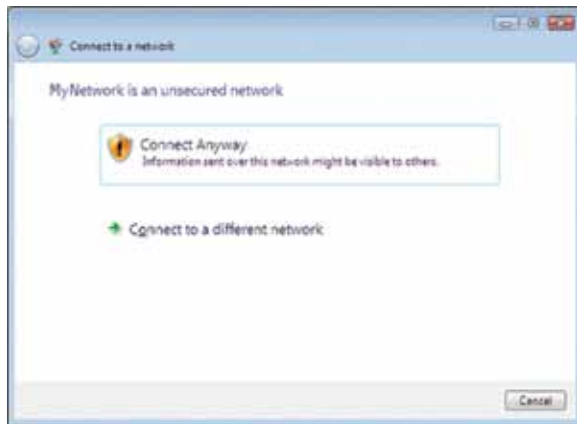 Connect to a network
MyNetwork is an unsecured network
Connect Anyway
Information sent over this network might be visible to others.
Connect to a different network
Cancel